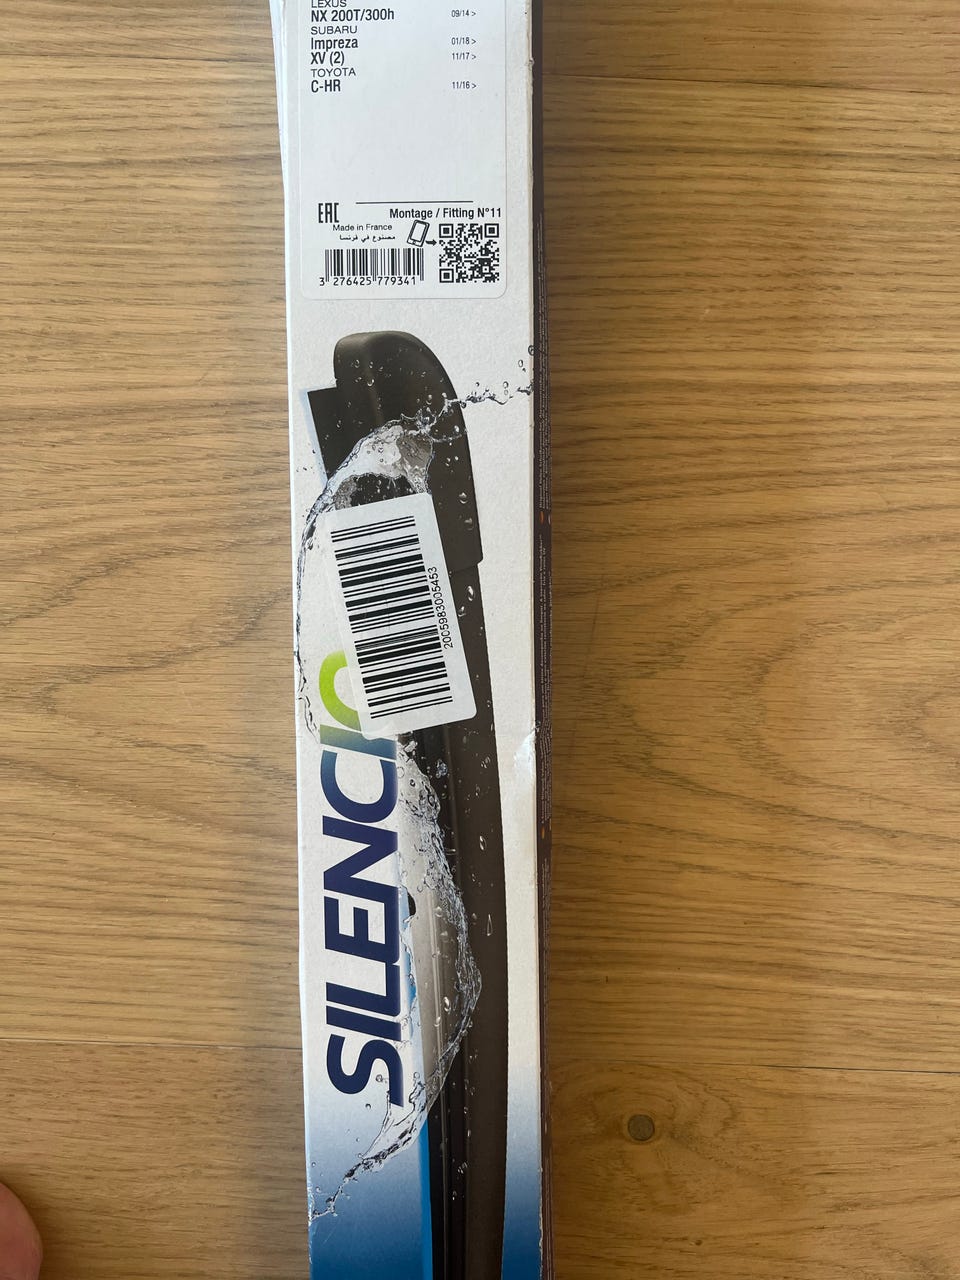 LEXUS
NX 200T/300h 09/14 >
SUBARU
Impreza 01/18 >
XV (2) 11/17 >
TOYOTA
C-HR 11/16 >
EAC
Montage / Fitting N°11
Made in France
مصنوع في فرنسا
3 276425 779341
2005983005453
SILENCIO